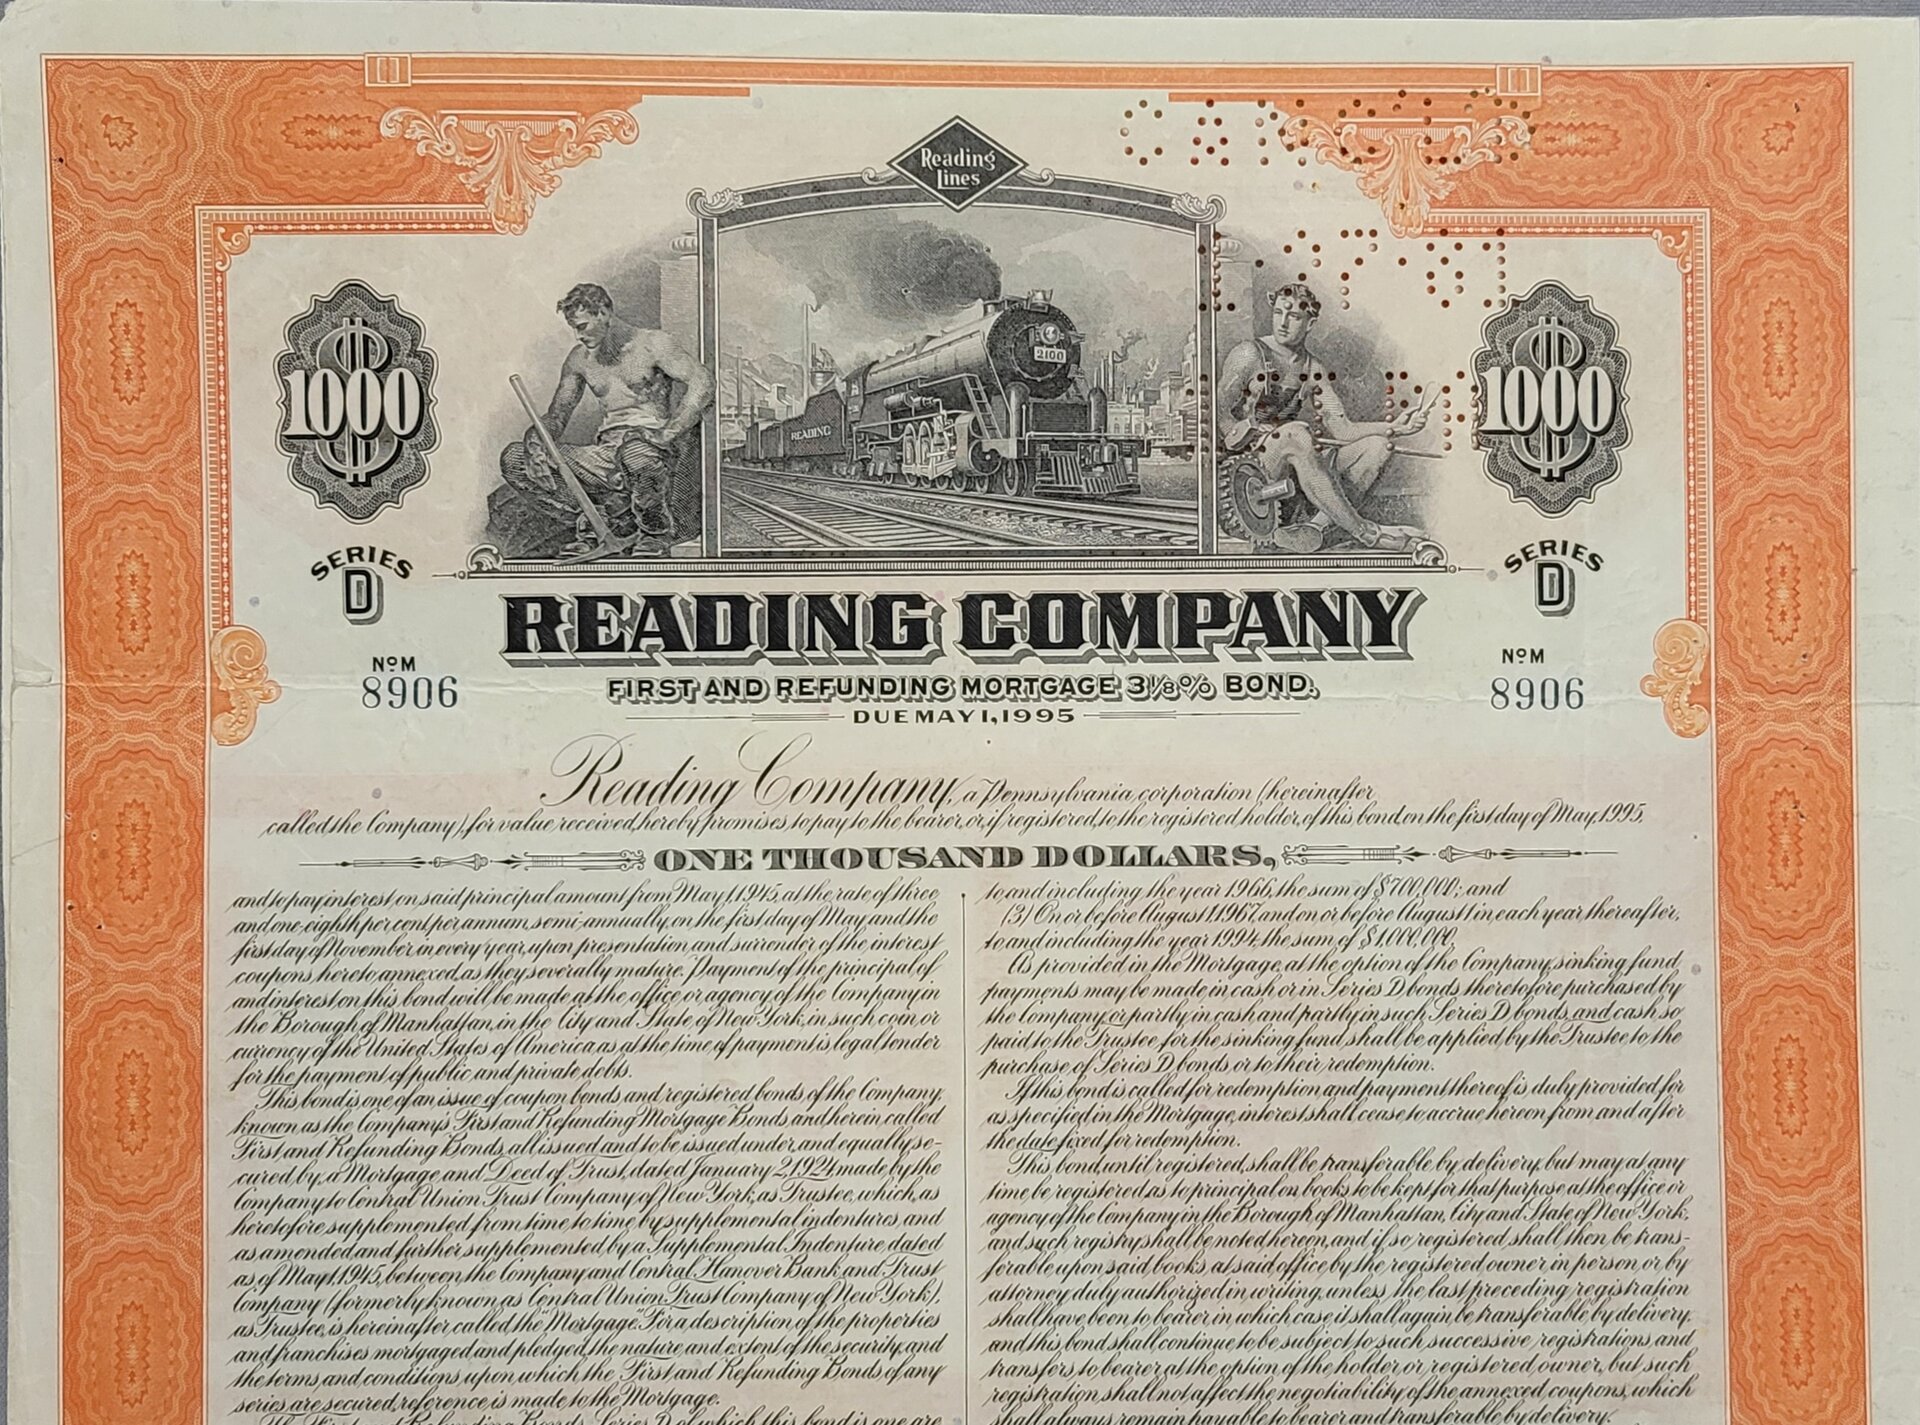 Reading
Lines
2100
READING
1000
1000
SERIES
D
SERIES
D
READING COMPANY
NO M
8906
NO M
8906
FIRST AND REFUNDING MORTGAGE 3⅛% BOND.
DUE MAY 1, 1995
Reading Company, a Pennsylvania corporation (hereinafter
called the Company), for value received, hereby promises to pay to the bearer, or, if registered, to the registered holder, of this bond, on the first day of May, 1995,
ONE THOUSAND DOLLARS,
and to pay interest on said principal amount from May 1, 1945, at the rate of three
and one-eighth per cent per annum, semi-annually, on the first day of May and the
first day of November in every year, upon presentation and surrender of the interest
coupons hereto annexed, as they severally mature. Payment of the principal of
and interest on this bond will be made at the office or agency of the Company in
the Borough of Manhattan, in the City and State of New York, in such coin or
currency of the United States of America as, at the time of payment, is legal tender
for the payment of public and private debts.
This bond is one of an issue of coupon bonds and registered bonds of the Company,
known as the Company's First and Refunding Mortgage Bonds, and herein called
First and Refunding Bonds, all issued and to be issued under, and equally se-
cured by, a Mortgage and Deed of Trust, dated January 2, 1924, made by the
Company to Central Union Trust Company of New York, as Trustee, which, as
heretofore supplemented from time to time by supplemental indentures, and
as amended and further supplemented by a Supplemental Indenture, dated
as of May 1, 1945, between the Company and Central Hanover Bank and Trust
Company (formerly known as Central Union Trust Company of New York),
as Trustee, is hereinafter called the "Mortgage". For a description of the properties
and franchises mortgaged and pledged, the nature and extent of the security, and
the terms and conditions upon which the First and Refunding Bonds of any
series are secured, reference is made to the Mortgage.
The First and Refunding Bonds, Series D, of which this bond is one, are
to and including the year 1966, the sum of $700,000; and
(3) On or before August 1, 1967, and on or before August 1 in each year thereafter,
to and including the year 1994, the sum of $1,000,000.
As provided in the Mortgage, at the option of the Company, sinking fund
payments may be made in cash or in Series D bonds theretofore purchased by
the Company, or partly in cash and partly in such Series D bonds, and cash so
paid to the Trustee for the sinking fund, shall be applied by the Trustee to the
purchase of Series D bonds or to their redemption.
If this bond is called for redemption and payment thereof is duly provided for
as specified in the Mortgage, interest shall cease to accrue hereon from and after
the date fixed for redemption.
This bond, until registered, shall be transferable by delivery, but may at any
time be registered as to principal on books to be kept for that purpose at the office or
agency of the Company in the Borough of Manhattan, City and State of New York,
and such registry shall be noted hereon, and if so registered shall then be trans-
ferable upon said books, at said office, by the registered owner, in person, or by
attorney duly authorized in writing, unless the last preceding registration
shall have been to bearer, in which case it shall again be transferable by delivery,
and this bond shall continue to be subject to such successive registrations and
transfers to bearer at the option of the holder or registered owner, but such
registration shall not affect the negotiability of the annexed coupons, which
shall always remain payable to bearer and transferable by delivery.